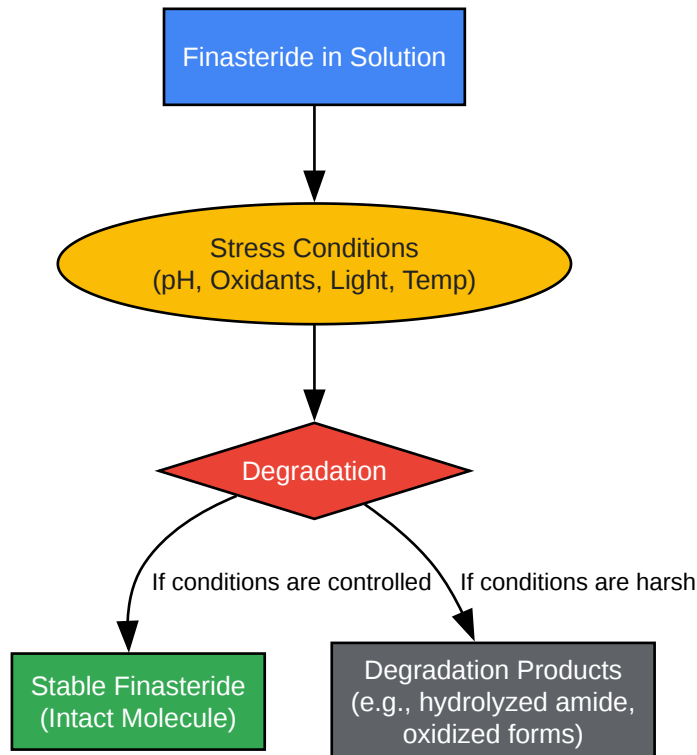 Finasteride in Solution
Stress Conditions
(pH, Oxidants, Light, Temp)
Degradation
If conditions are controlled
If conditions are harsh
Stable Finasteride
(Intact Molecule)
Degradation Products
(e.g., hydrolyzed amide,
oxidized forms)